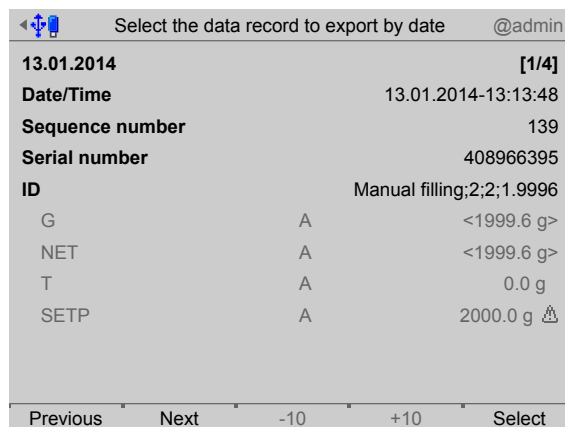 Select the data record to export by date @admin
13.01.2014 [1/4]
Date/Time 13.01.2014-13:13:48
Sequence number 139
Serial number 408966395
ID Manual filling;2;2;1.9996
G A <1999.6 g>
NET A <1999.6 g>
T A 0.0 g
SETP A 2000.0 g
Previous Next -10 +10 Select